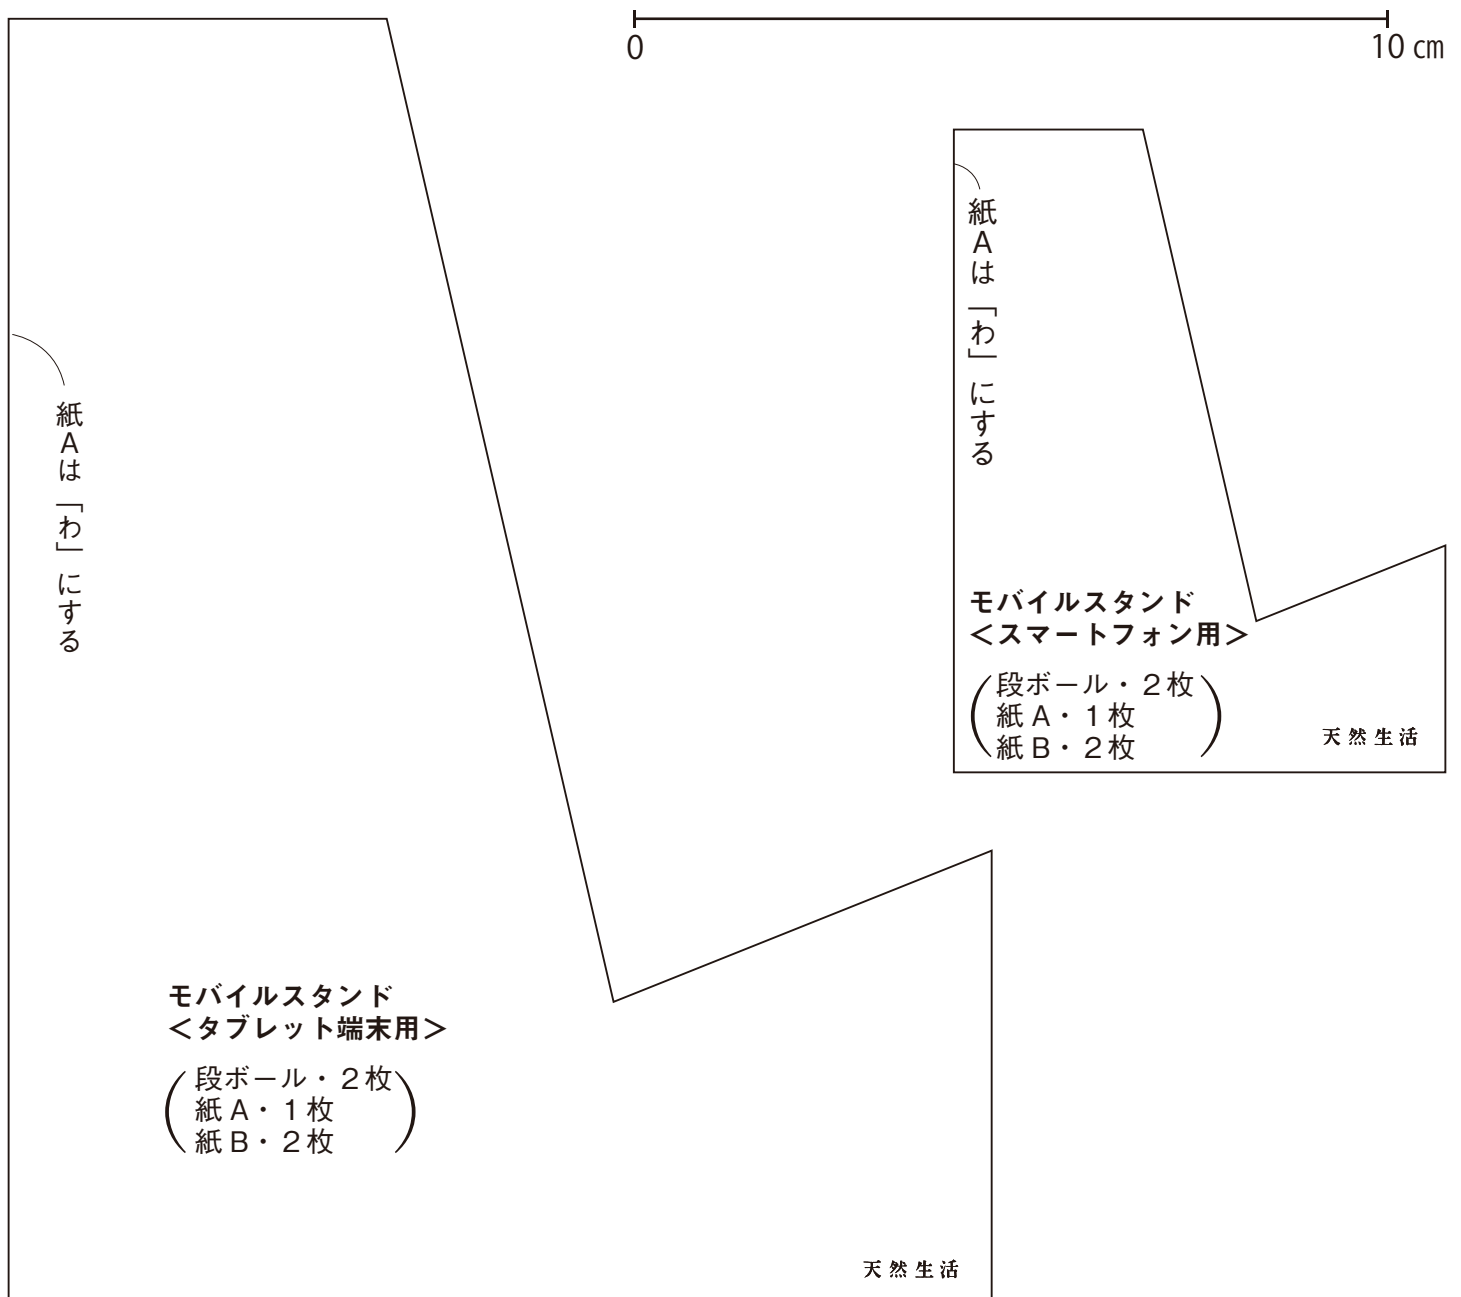 0
10 cm
紙Aは「わ」にする
モバイルスタンド
＜スマートフォン用＞
段ボール・２枚
紙A・１枚
紙B・２枚
天然生活
紙Aは「わ」にする
モバイルスタンド
＜タブレット端末用＞
段ボール・２枚
紙A・１枚
紙B・２枚
天然生活